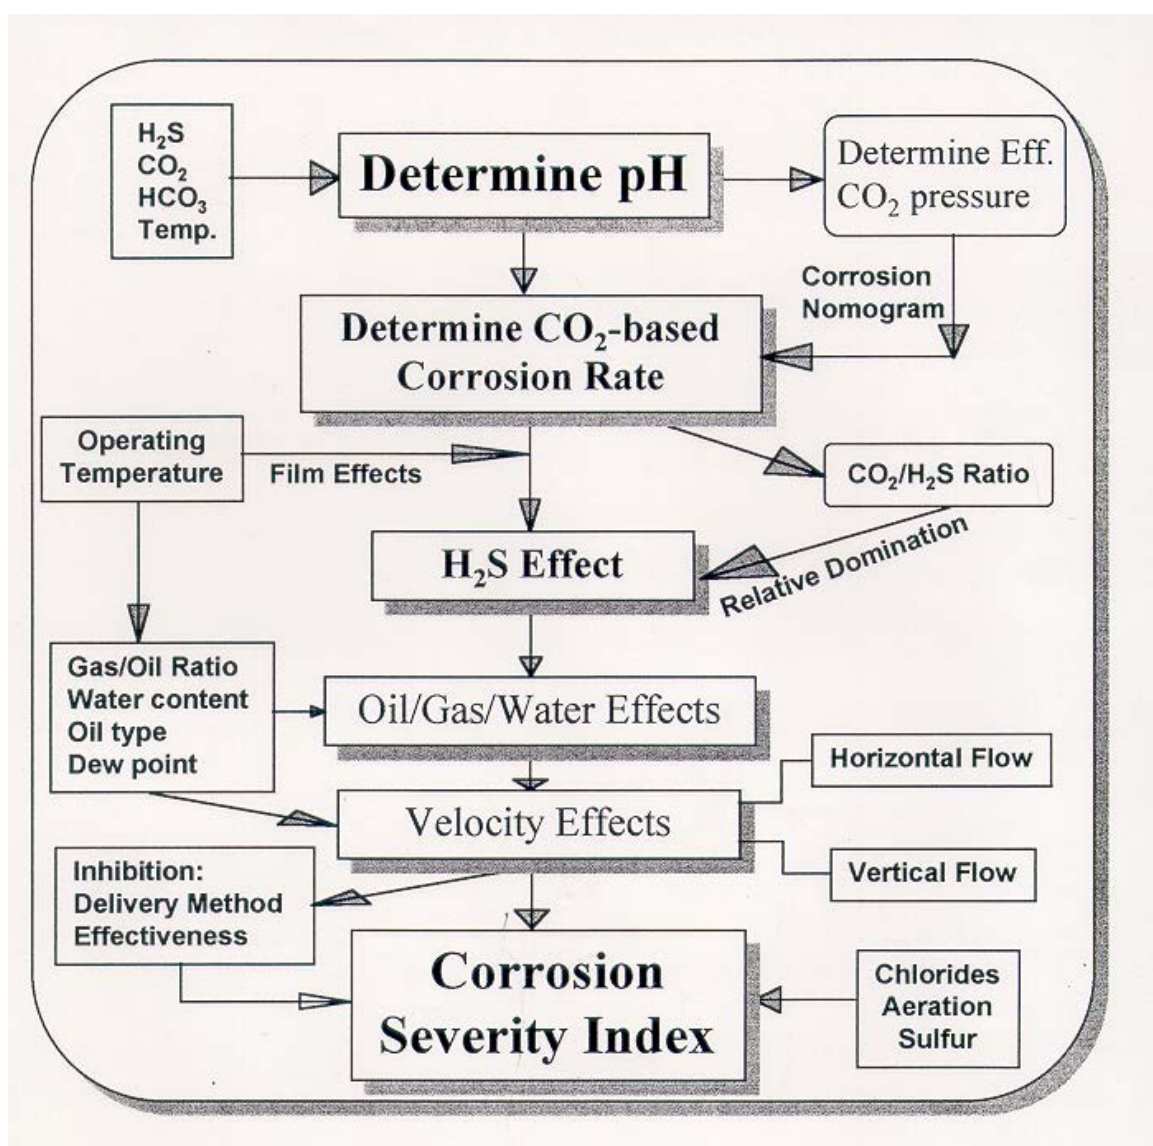 H₂S
CO₂
HCO₃
Temp.
Determine pH
Determine Eff.
CO₂ pressure
Corrosion
Nomogram
Determine CO₂-based
Corrosion Rate
Operating
Temperature
Film Effects
CO₂/H₂S Ratio
H₂S Effect
Relative Domination
Gas/Oil Ratio
Water content
Oil type
Dew point
Oil/Gas/Water Effects
Horizontal Flow
Velocity Effects
Vertical Flow
Inhibition:
Delivery Method
Effectiveness
Corrosion
Severity Index
Chlorides
Aeration
Sulfur